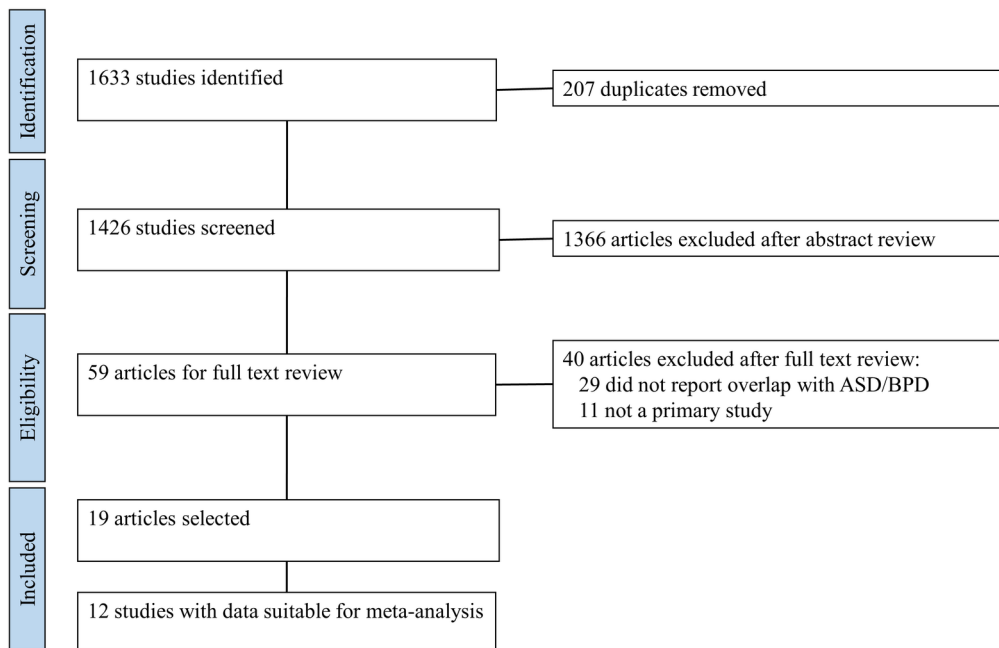 Identification
1633 studies identified
207 duplicates removed
Screening
1426 studies screened
1366 articles excluded after abstract review
Eligibility
59 articles for full text review
40 articles excluded after full text review:
29 did not report overlap with ASD/BPD
11 not a primary study
Included
19 articles selected
12 studies with data suitable for meta-analysis